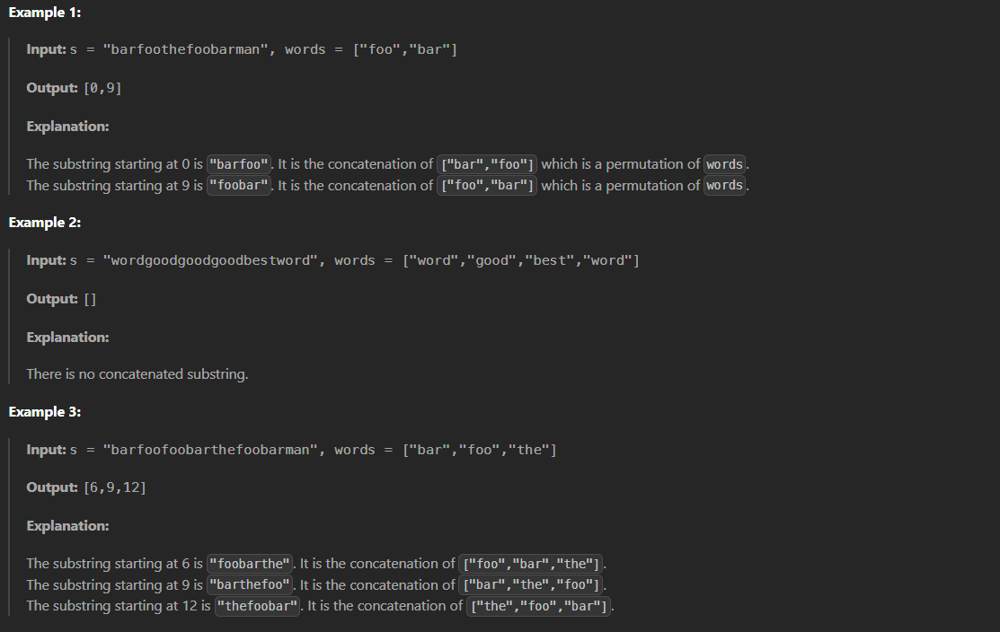 Example 1:
Input: s = "barfoothefoobarman", words = ["foo","bar"]
Output: [0,9]
Explanation:
The substring starting at 0 is "barfoo". It is the concatenation of ["bar","foo"] which is a permutation of words.
The substring starting at 9 is "foobar". It is the concatenation of ["foo","bar"] which is a permutation of words.
Example 2:
Input: s = "wordgoodgoodgoodbestword", words = ["word","good","best","word"]
Output: []
Explanation:
There is no concatenated substring.
Example 3:
Input: s = "barfoofoobarthefoobarman", words = ["bar","foo","the"]
Output: [6,9,12]
Explanation:
The substring starting at 6 is "foobarthe". It is the concatenation of ["foo","bar","the"].
The substring starting at 9 is "barthefoo". It is the concatenation of ["bar","the","foo"].
The substring starting at 12 is "thefoobar". It is the concatenation of ["the","foo","bar"].